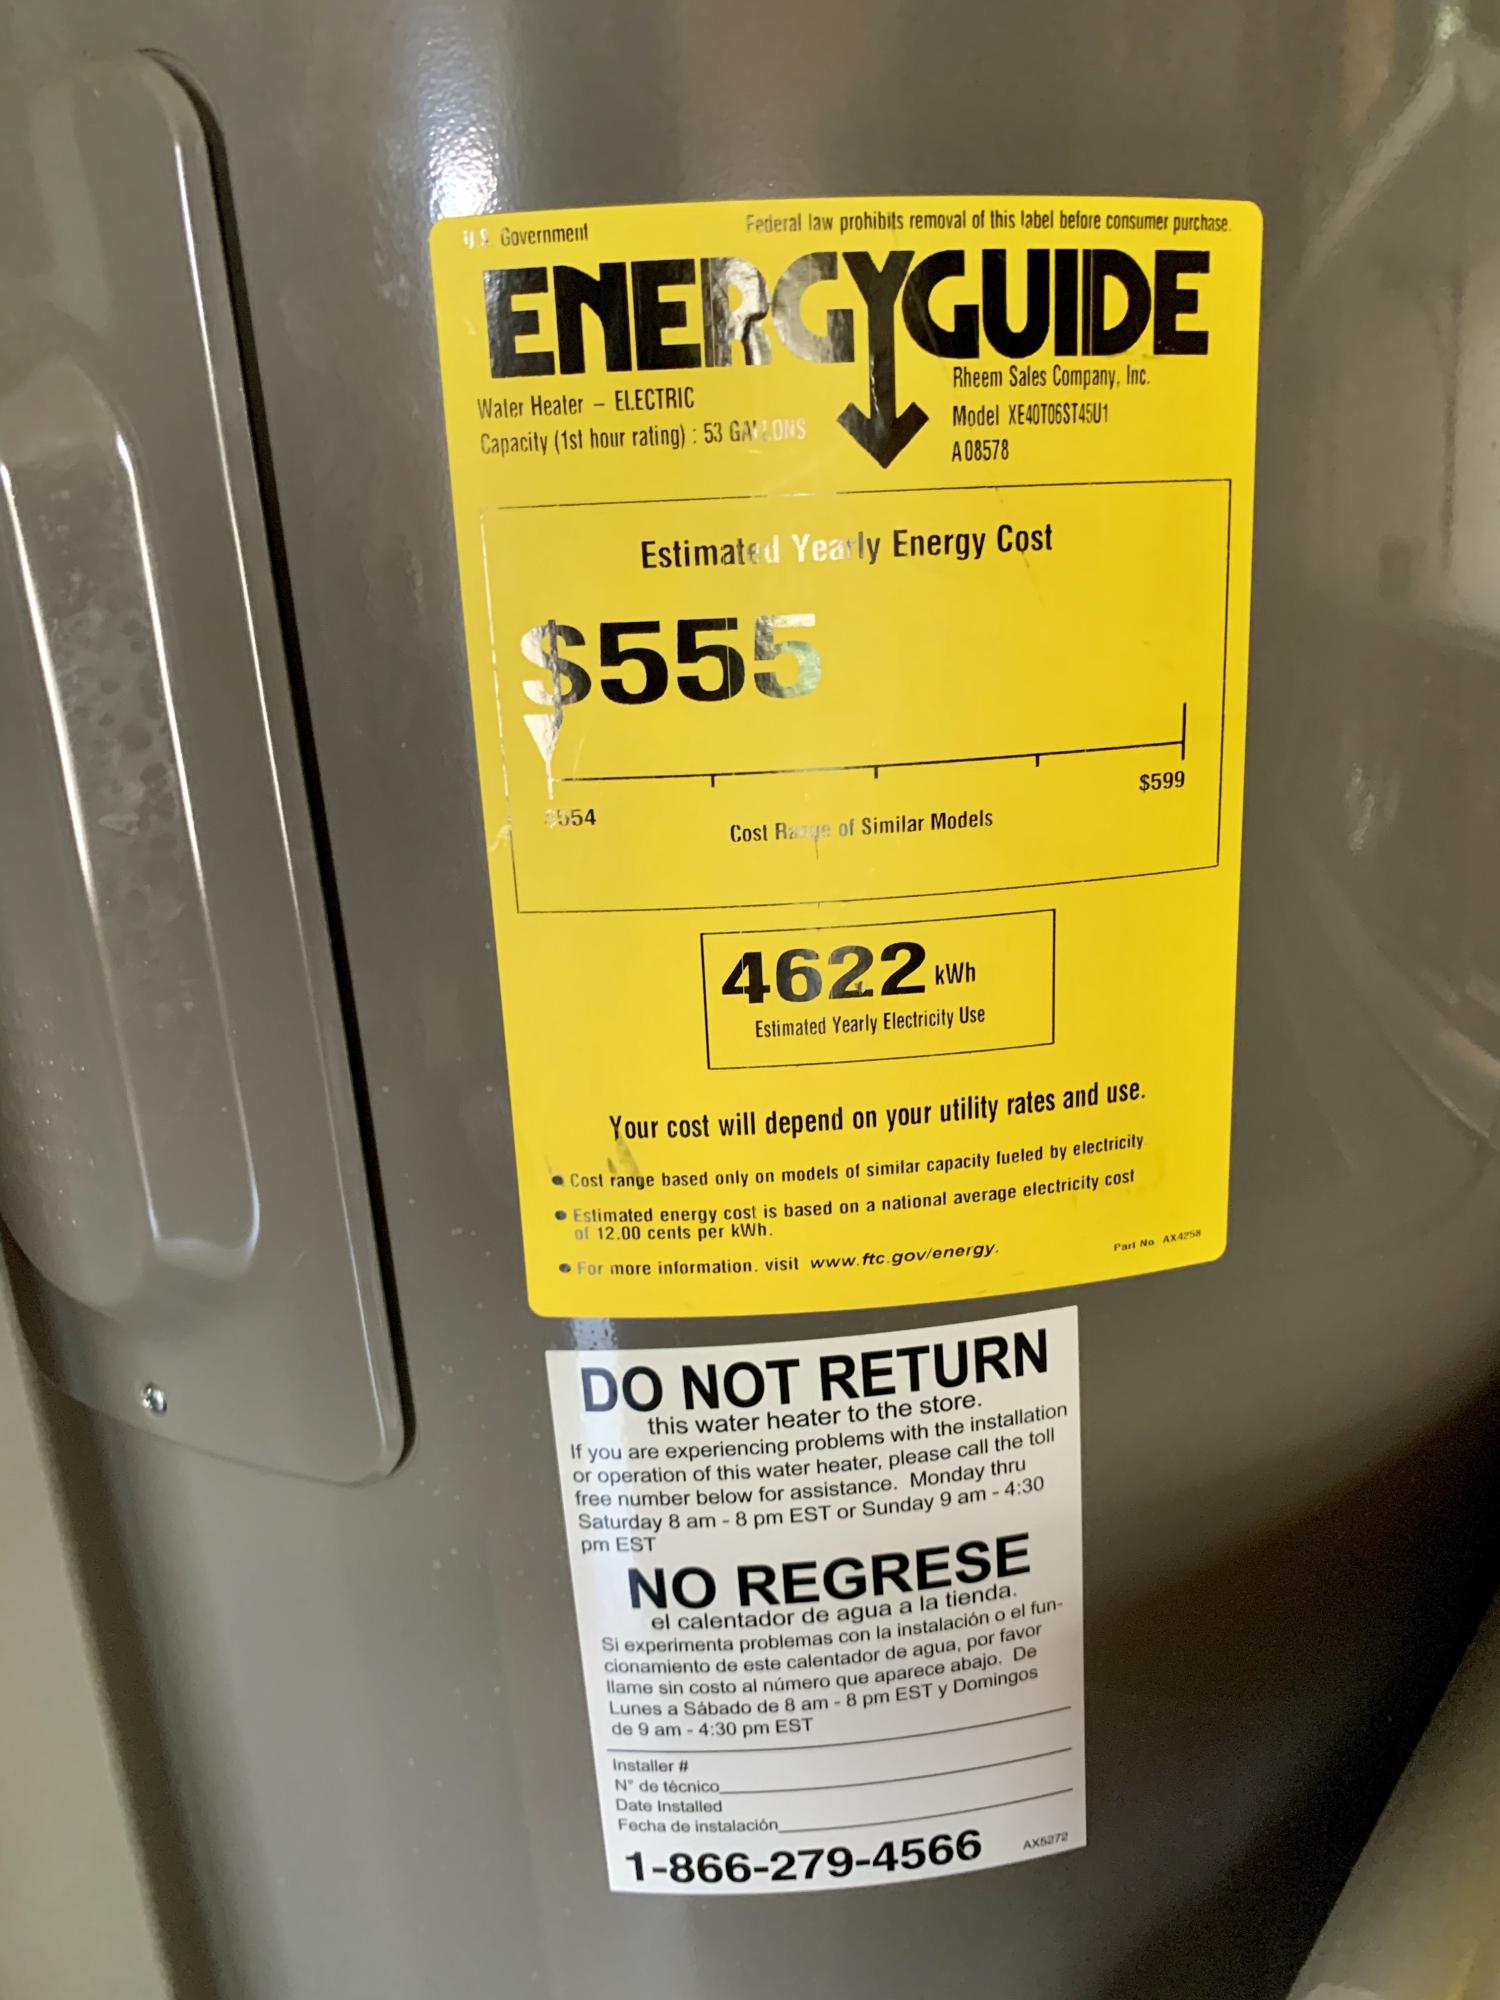 U.S. Government Federal law prohibits removal of this label before consumer purchase.
ENERGYGUIDE
Water Heater – ELECTRIC
Capacity (1st hour rating) : 53 GALLONS
Rheem Sales Company, Inc.
Model XE40T06ST45U1
A08578
Estimated Yearly Energy Cost
$555
$554
$599
Cost Range of Similar Models
4622 kWh
Estimated Yearly Electricity Use
Your cost will depend on your utility rates and use.
● Cost range based only on models of similar capacity fueled by electricity
● Estimated energy cost is based on a national average electricity cost
of 12.00 cents per kWh.
● For more information. visit www.ftc.gov/energy.
Part No AX4258
DO NOT RETURN
this water heater to the store.
If you are experiencing problems with the installation
or operation of this water heater, please call the toll
free number below for assistance. Monday thru
Saturday 8 am - 8 pm EST or Sunday 9 am - 4:30
pm EST
NO REGRESE
el calentador de agua a la tienda.
Si experimenta problemas con la instalación o el fun-
cionamiento de este calentador de agua, por favor
llame sin costo al número que aparece abajo. De
Lunes a Sábado de 8 am - 8 pm EST y Domingos
de 9 am - 4:30 pm EST
Installer #
N° de técnico
Date Installed
Fecha de instalación
1-866-279-4566
AX5272